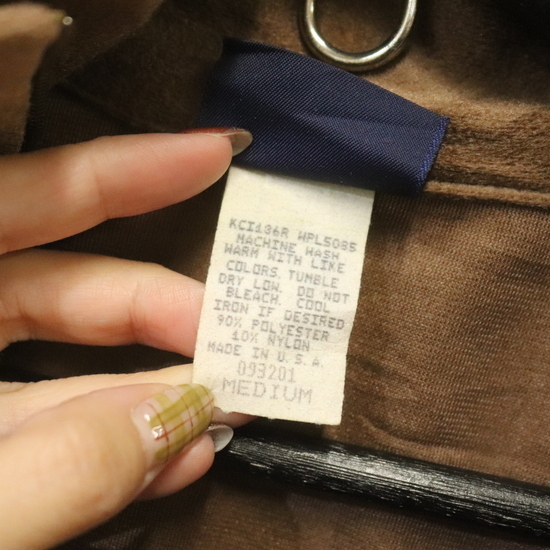 KCI136R WPL5085
MACHINE WASH
WARM WITH LIKE
COLORS. TUMBLE
DRY LOW. DO NOT
BLEACH. COOL
IRON IF DESIRED
90% POLYESTER
10% NYLON
MADE IN U.S.A.
093201
MEDIUM